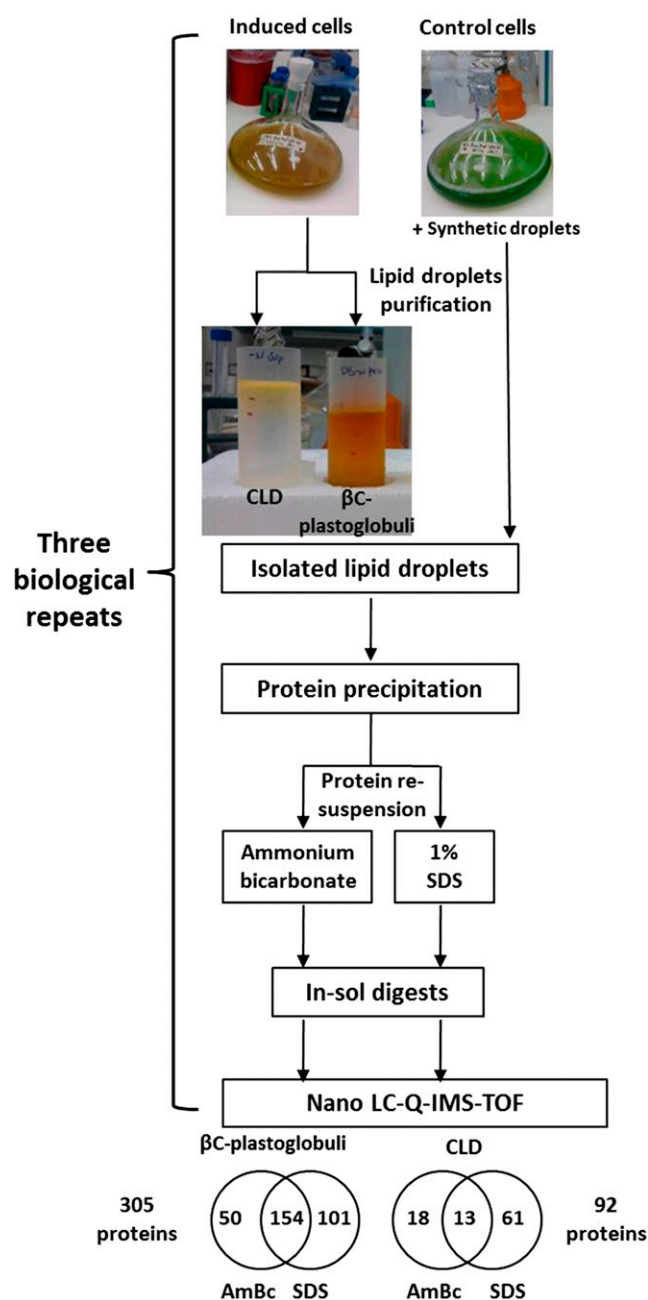 Induced cells
Control cells
+ Synthetic droplets
Lipid droplets
purification
CLD
βC-
plastoglobuli
Three
biological
repeats
Isolated lipid droplets
Protein precipitation
Protein re-
suspension
Ammonium
bicarbonate
1%
SDS
In-sol digests
Nano LC-Q-IMS-TOF
βC-plastoglobuli
CLD
305
proteins
50
154
101
18
13
61
92
proteins
AmBc
SDS
AmBc
SDS